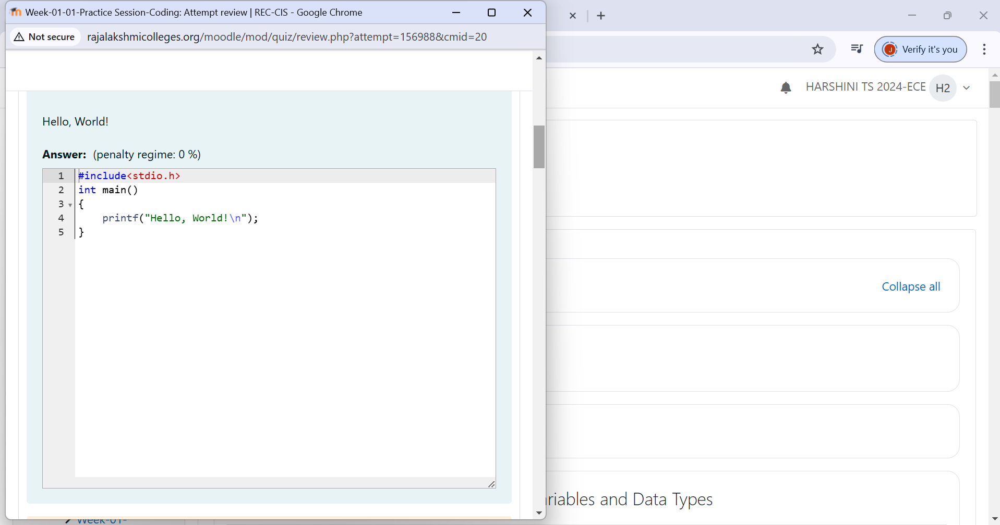 Week-01-01-Practice Session-Coding: Attempt review | REC-CIS - Google Chrome
Not secure rajalakshmicolleges.org/moodle/mod/quiz/review.php?attempt=156988&cmid=20
J Verify it's you
HARSHINI TS 2024-ECE H2
Hello, World!
Answer: (penalty regime: 0 %)
1 #include<stdio.h>
2 int main()
3 {
4 printf("Hello, World!\n");
5 }
Collapse all
riables and Data Types
Week-01-